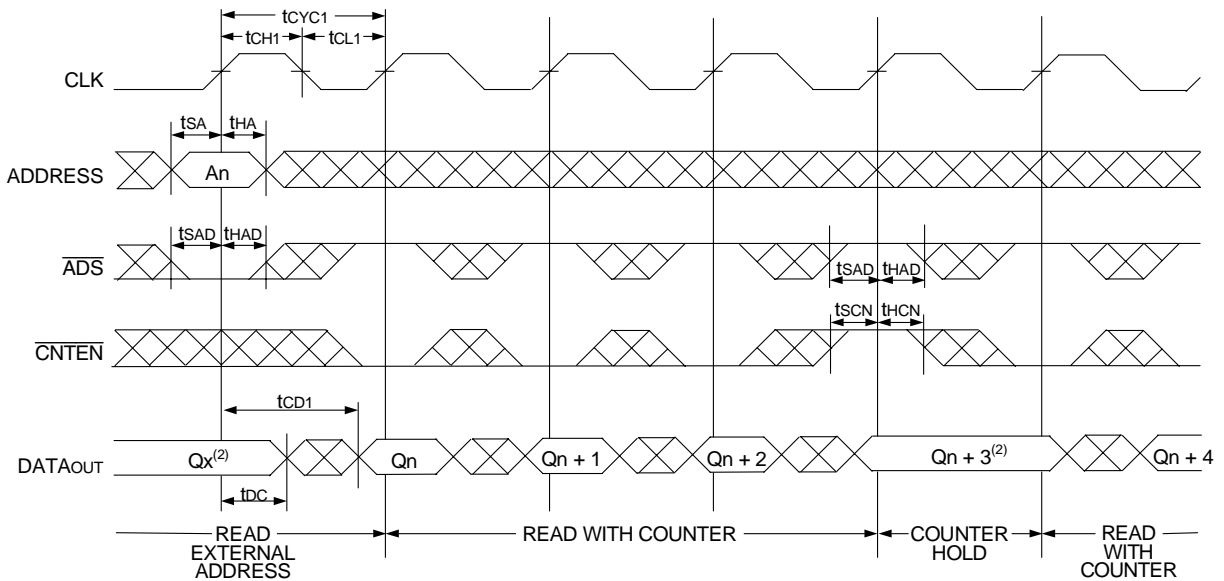 tCYC1
tCH1 tCL1
CLK
tSA tHA
ADDRESS An
tSAD tHAD
ADS
tSAD tHAD
tSCN tHCN
CNTEN
tCD1
DATAOUT Qx(2) Qn Qn + 1 Qn + 2 Qn + 3(2) Qn + 4
tDC
READ EXTERNAL ADDRESS
READ WITH COUNTER
COUNTER HOLD
READ WITH COUNTER